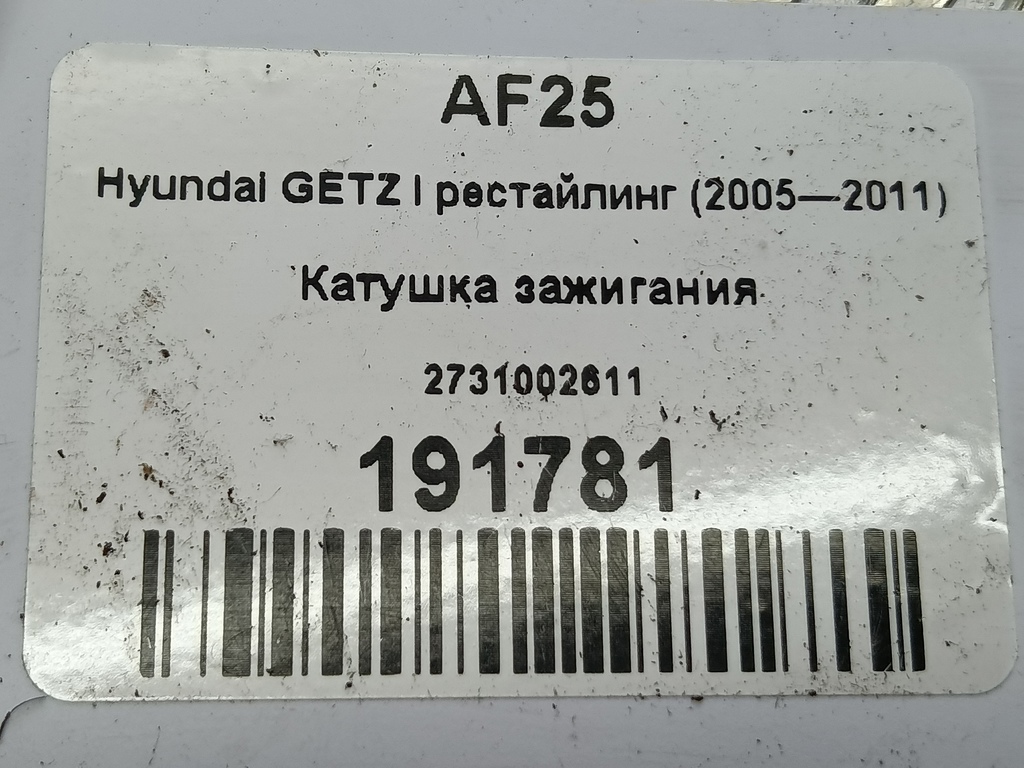 AF25
Hyundai GETZ I рестайлинг (2005—2011)
Катушка зажигания
2731002611
191781